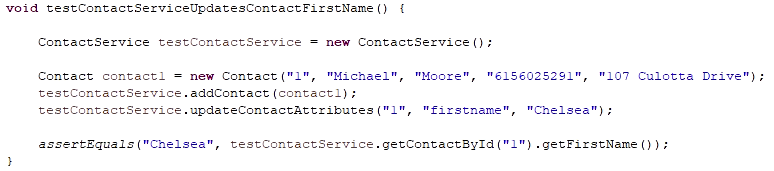 void testContactServiceUpdatesContactFirstName() {
ContactService testContactService = new ContactService();
Contact contact1 = new Contact("1", "Michael", "Moore", "6156025291", "107 Culotta Drive");
testContactService.addContact(contact1);
testContactService.updateContactAttributes("1", "firstname", "Chelsea");
assertEquals("Chelsea", testContactService.getContactById("1").getFirstName());
}